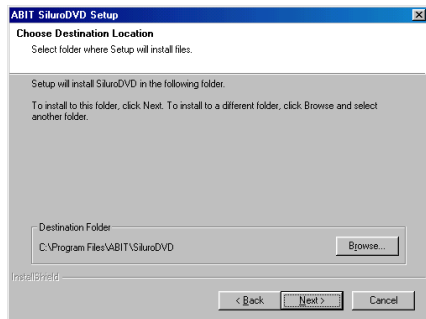 ABIT SiluroDVD Setup
Choose Destination Location
Select folder where Setup will install files.
Setup will install SiluroDVD in the following folder.
To install to this folder, click Next. To install to a different folder, click Browse and select
another folder.
Destination Folder
C:\Program Files\ABIT\SiluroDVD
Browse...
InstallShield
< Back
Next >
Cancel